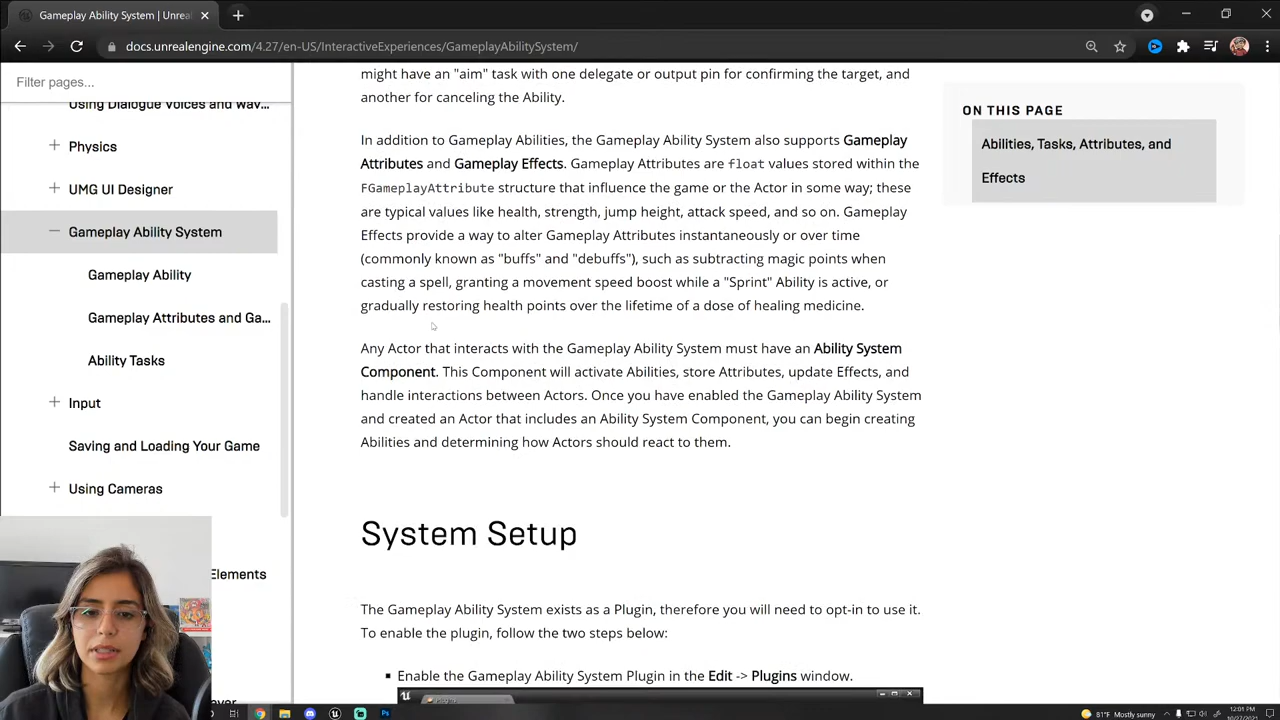 Gameplay Ability System | Unrea
docs.unrealengine.com/4.27/en-US/InteractiveExperiences/GameplayAbilitySystem/
Filter pages...
Using Dialogue Voices and Wav...
Physics
UMG UI Designer
Gameplay Ability System
Gameplay Ability
Gameplay Attributes and Ga...
Ability Tasks
Input
Saving and Loading Your Game
Using Cameras
Elements
might have an "aim" task with one delegate or output pin for confirming the target, and
another for canceling the Ability.
In addition to Gameplay Abilities, the Gameplay Ability System also supports Gameplay
Attributes and Gameplay Effects. Gameplay Attributes are float values stored within the
FGameplayAttribute structure that influence the game or the Actor in some way; these
are typical values like health, strength, jump height, attack speed, and so on. Gameplay
Effects provide a way to alter Gameplay Attributes instantaneously or over time
(commonly known as "buffs" and "debuffs"), such as subtracting magic points when
casting a spell, granting a movement speed boost while a "Sprint" Ability is active, or
gradually restoring health points over the lifetime of a dose of healing medicine.
Any Actor that interacts with the Gameplay Ability System must have an Ability System
Component. This Component will activate Abilities, store Attributes, update Effects, and
handle interactions between Actors. Once you have enabled the Gameplay Ability System
and created an Actor that includes an Ability System Component, you can begin creating
Abilities and determining how Actors should react to them.
System Setup
The Gameplay Ability System exists as a Plugin, therefore you will need to opt-in to use it.
To enable the plugin, follow the two steps below:
Enable the Gameplay Ability System Plugin in the Edit -> Plugins window.
Plugins
ON THIS PAGE
Abilities, Tasks, Attributes, and
Effects
81°F Mostly sunny
12:01 PM
10/27/2021